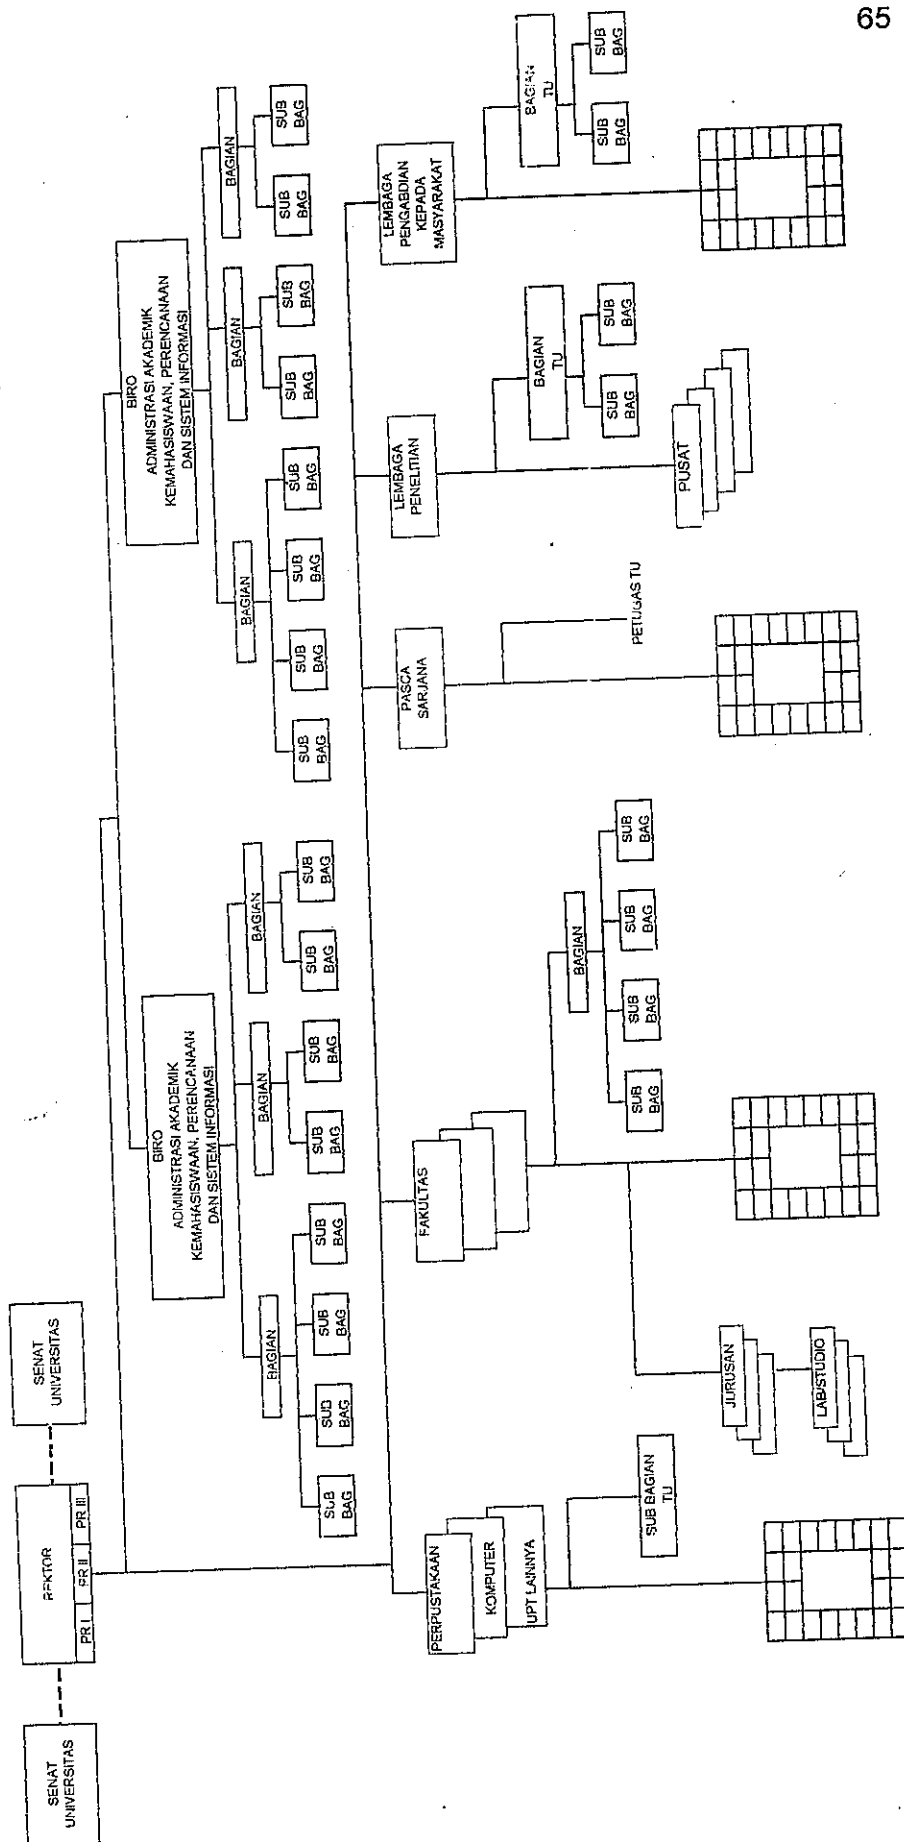 65
SENAT
UNIVERSITAS
REKTOR
PR I
PR II
PR III
SENAT
UNIVERSITAS
BIRO
ADMINISTRASI AKADEMIK
KEMAHASISWAAN, PERENCANAAN
DAN SISTEM INFORMASI
BIRO
ADMINISTRASI AKADEMIK
KEMAHASISWAAN, PERENCANAAN
DAN SISTEM INFORMASI
BAGIAN
BAGIAN
BAGIAN
BAGIAN
BAGIAN
BAGIAN
SUB
BAG
SUB
BAG
SUB
BAG
SUB
BAG
SUB
BAG
SUB
BAG
SUB
BAG
SUB
BAG
SUB
BAG
SUB
BAG
SUB
BAG
SUB
BAG
SUB
BAG
SUB
BAG
SUB
BAG
SUB
BAG
PERPUSTAKAAN
KOMPUTER
UPT LAINNYA
FAKULTAS
PASCA
SARJANA
LEMBAGA
PENELITIAN
LEMBAGA
PENGABDIAN
KEPADA
MASYARAKAT
SUB BAGIAN
TU
BAGIAN
SUB
BAG
SUB
BAG
SUB
BAG
SUB
BAG
PETUGAS TU
BAGIAN
TU
SUB
BAG
SUB
BAG
BAGIAN
TU
SUB
BAG
SUB
BAG
JURUSAN
LAB/STUDIO
PUSAT